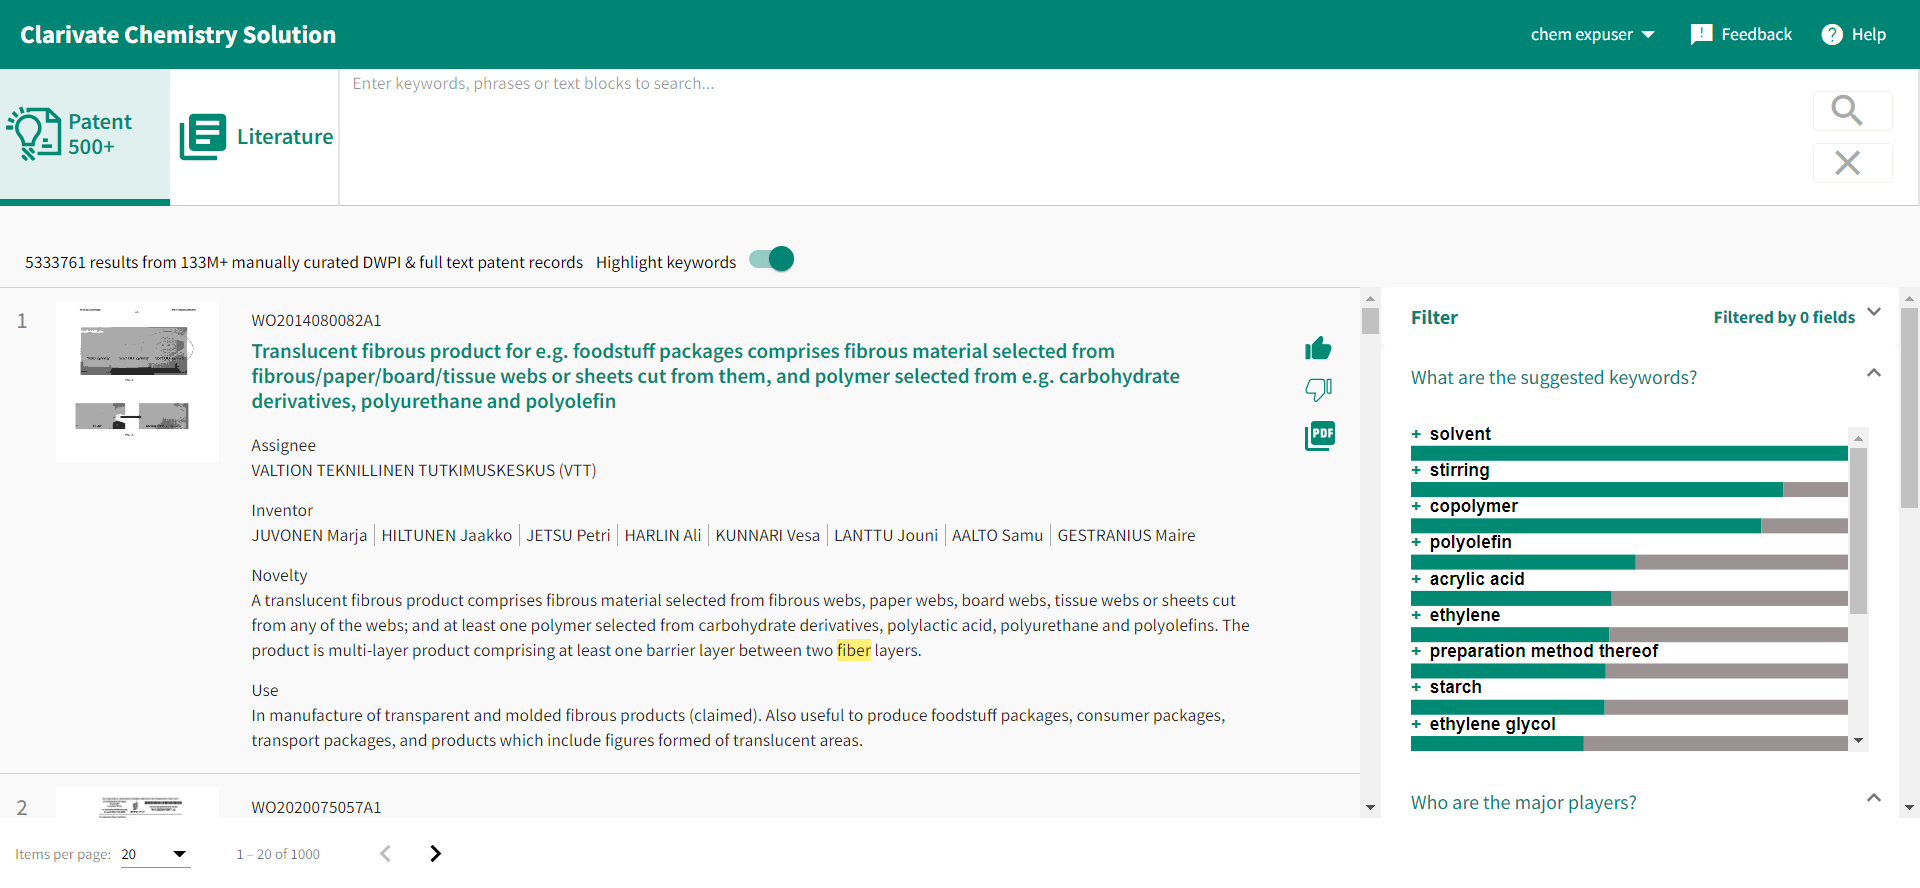 Clarivate Chemistry Solution
chem expuser
Feedback
Help
Patent
500+
Literature
Enter keywords, phrases or text blocks to search...
5333761 results from 133M+ manually curated DWPI & full text patent records
Highlight keywords
1
WO2014080082A1
Translucent fibrous product for e.g. foodstuff packages comprises fibrous material selected from
fibrous/paper/board/tissue webs or sheets cut from them, and polymer selected from e.g. carbohydrate
derivatives, polyurethane and polyolefin
PDF
Assignee
VALTION TEKNILLINEN TUTKIMUSKESKUS (VTT)
Inventor
JUVONEN Marja | HILTUNEN Jaakko | JETSU Petri | HARLIN Ali | KUNNARI Vesa | LANTTU Jouni | AALTO Samu | GESTRANIUS Maire
Novelty
A translucent fibrous product comprises fibrous material selected from fibrous webs, paper webs, board webs, tissue webs or sheets cut
from any of the webs; and at least one polymer selected from carbohydrate derivatives, polylactic acid, polyurethane and polyolefins. The
product is multi-layer product comprising at least one barrier layer between two fiber layers.
Use
In manufacture of transparent and molded fibrous products (claimed). Also useful to produce foodstuff packages, consumer packages,
transport packages, and products which include figures formed of translucent areas.
2
WO2020075057A1
Filter
Filtered by 0 fields
What are the suggested keywords?
+ solvent
+ stirring
+ copolymer
+ polyolefin
+ acrylic acid
+ ethylene
+ preparation method thereof
+ starch
+ ethylene glycol
Who are the major players?
Items per page: 20
1 – 20 of 1000